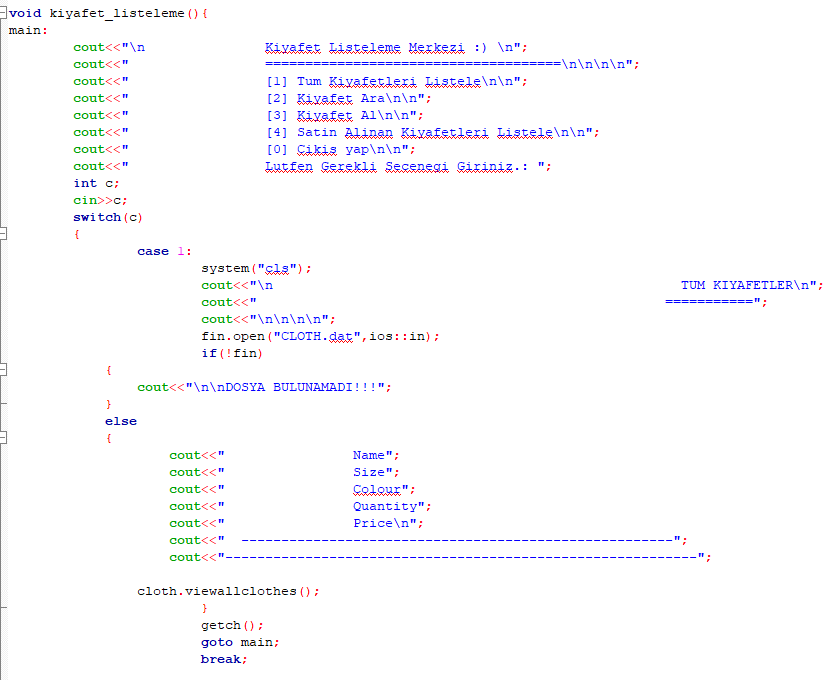 void kiyafet_listeleme(){
main:
cout<<"\n               Kiyafet Listeleme Merkezi :) \n";
cout<<"                 =====================================\n\n\n\n";
cout<<"                 [1] Tum Kiyafetleri Listele\n\n";
cout<<"                 [2] Kiyafet Ara\n\n";
cout<<"                 [3] Kiyafet Al\n\n";
cout<<"                 [4] Satin Alinan Kiyafetleri Listele\n\n";
cout<<"                 [0] Cikis yap\n\n";
cout<<"                 Lutfen Gerekli Secenegi Giriniz.: ";
int c;
cin>>c;
switch(c)
{
case 1:
system("cls");
cout<<"\n                                                   TUM KIYAFETLER\n";
cout<<"                                                   ===========";
cout<<"\n\n\n\n";
fin.open("CLOTH.dat",ios::in);
if(!fin)
{
cout<<"\n\nDOSYA BULUNAMADI!!!";
}
else
{
cout<<"                Name";
cout<<"                Size";
cout<<"                Colour";
cout<<"                Quantity";
cout<<"                Price\n";
cout<<"  ------------------------------------------------------";
cout<<"-----------------------------------------------------------";
cloth.viewallclothes();
}
getch();
goto main;
break;